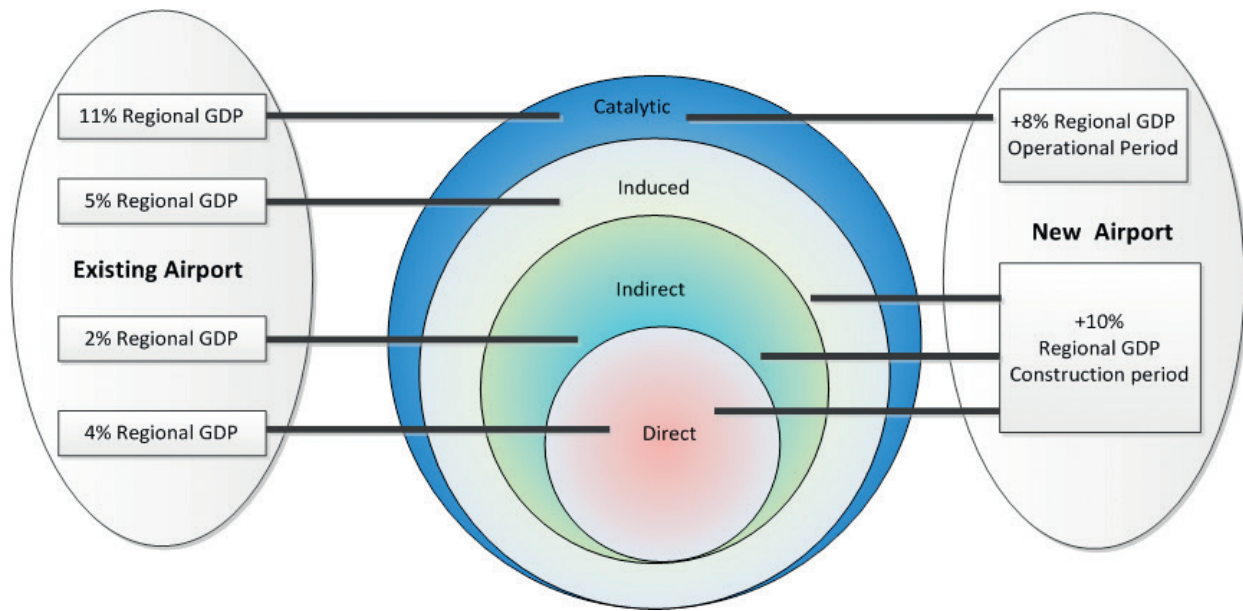 11% Regional GDP
5% Regional GDP
Existing Airport
2% Regional GDP
4% Regional GDP
Catalytic
Induced
Indirect
Direct
+8% Regional GDP
Operational Period
New Airport
+10%
Regional GDP
Construction period